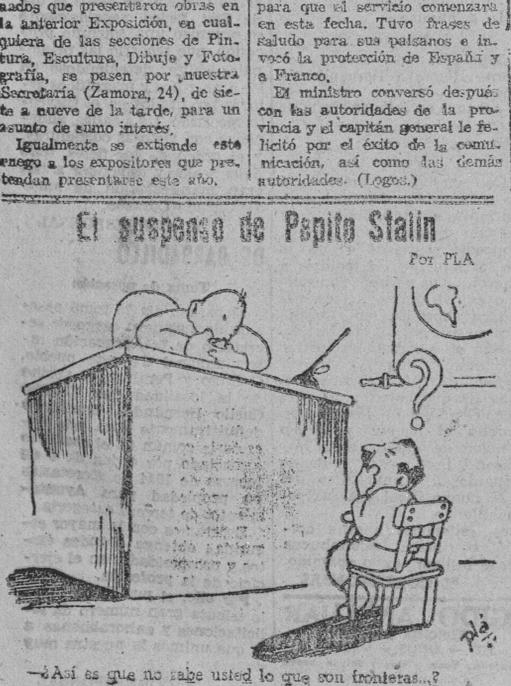 nados que presentaron obras en
la anterior Exposición, en cual-
quiera de las secciones de Pin-
tura, Escultura, Dibujo y Foto-
grafía, se pasen por nuestra
Secretaría (Zamora, 24), de sie-
te a nueve de la tarde, para un
asunto de sumo interés.
Igualmente se extiende este
ruego a los expositores que pre-
tendan presentarse este año.
para que el servicio comenzara
en esta fecha. Tuvo frases de
saludo para sus paisanos e in-
vocó la protección de España y
a Franco.
El ministro conversó después
con las autoridades de la pro-
vincia y el capitán general le fe-
licitó por el éxito de la comu-
nicación, así como las demás
autoridades. (Logos.)
El suspenso de Pepito Stalin
Por PLA
?
pla
—¿Así es que no sabe usted lo que son fronteras...?